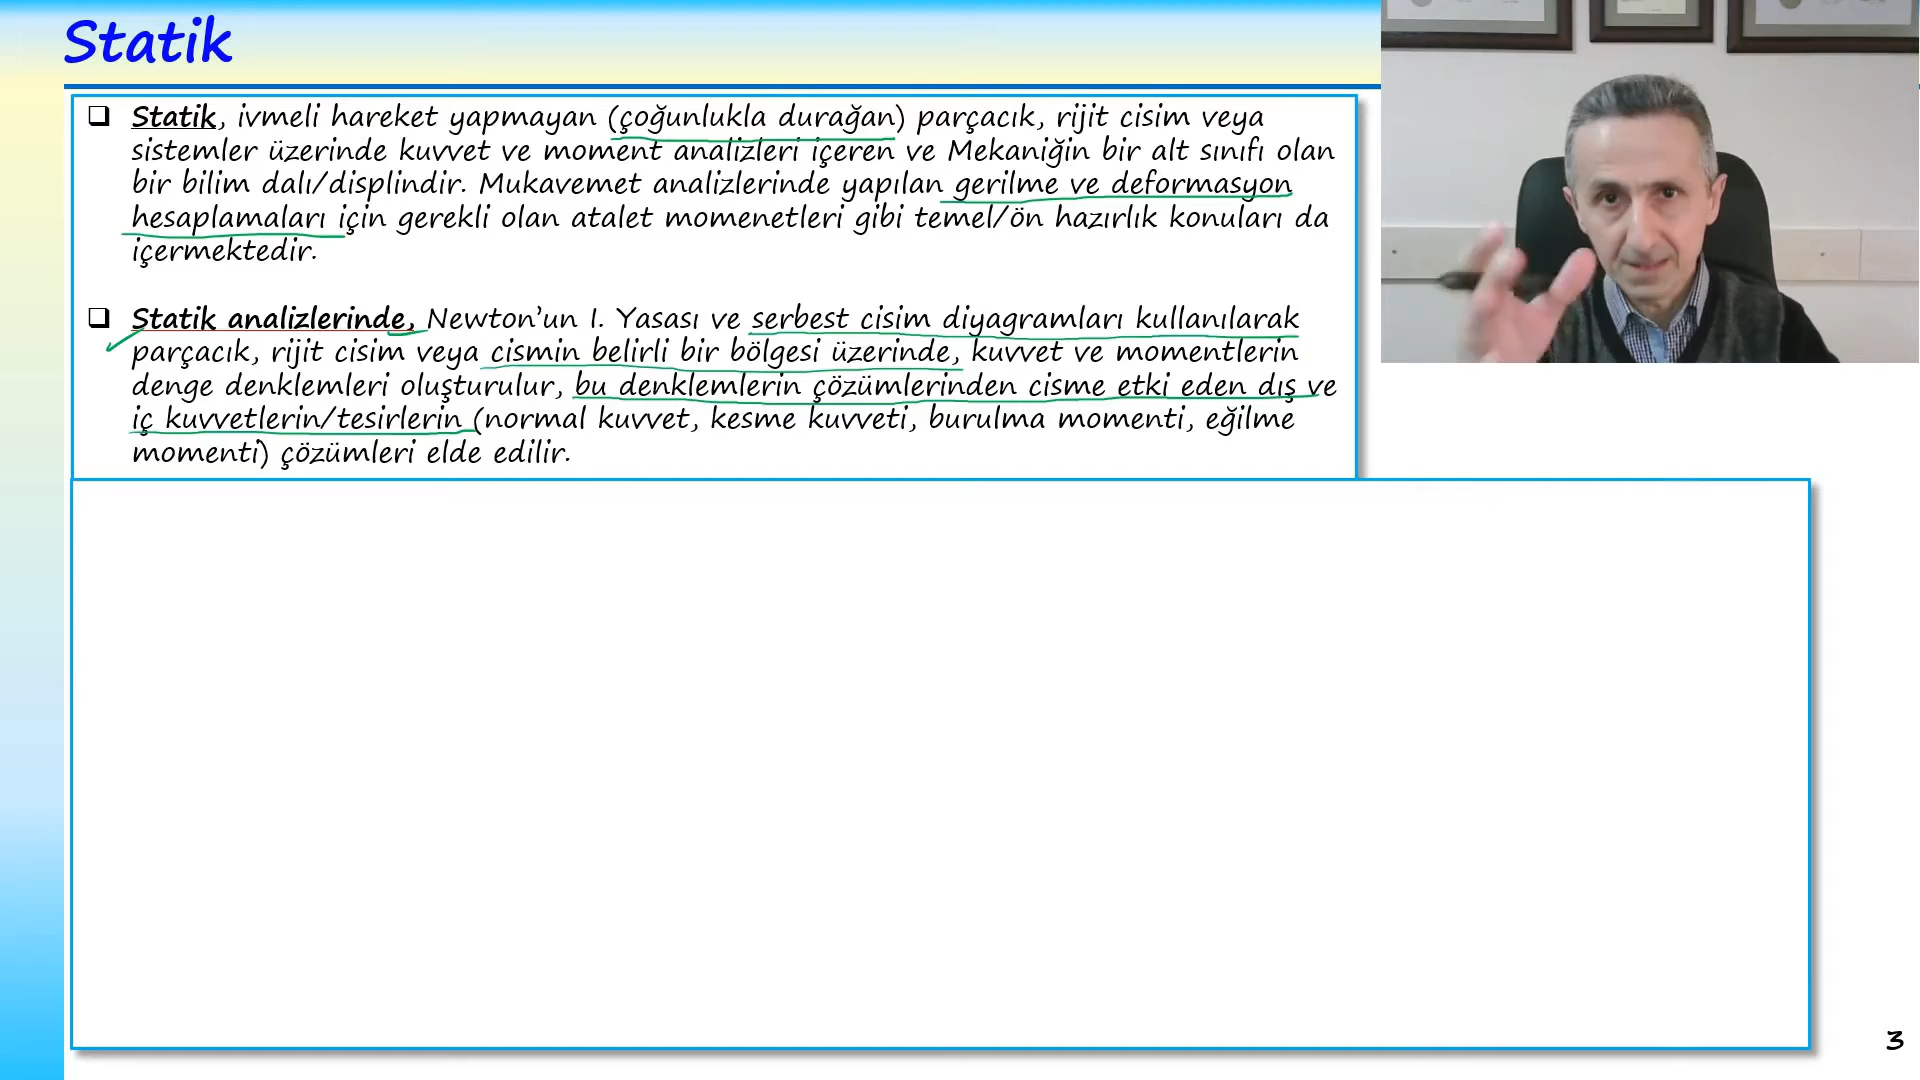 Statik
❑ Statik, ivmeli hareket yapmayan (çoğunlukla durağan) parçacık, rijit cisim veya
sistemler üzerinde kuvvet ve moment analizleri içeren ve Mekaniğin bir alt sınıfı olan
bir bilim dalı/displindir. Mukavemet analizlerinde yapılan gerilme ve deformasyon
hesaplamaları için gerekli olan atalet momenetleri gibi temel/ön hazırlık konuları da
içermektedir.
❑ Statik analizlerinde, Newton’un I. Yasası ve serbest cisim diyagramları kullanılarak
parçacık, rijit cisim veya cismin belirli bir bölgesi üzerinde, kuvvet ve momentlerin
denge denklemleri oluşturulur, bu denklemlerin çözümlerinden cisme etki eden dış ve
iç kuvvetlerin/tesirlerin (normal kuvvet, kesme kuvveti, burulma momenti, eğilme
momenti) çözümleri elde edilir.
3